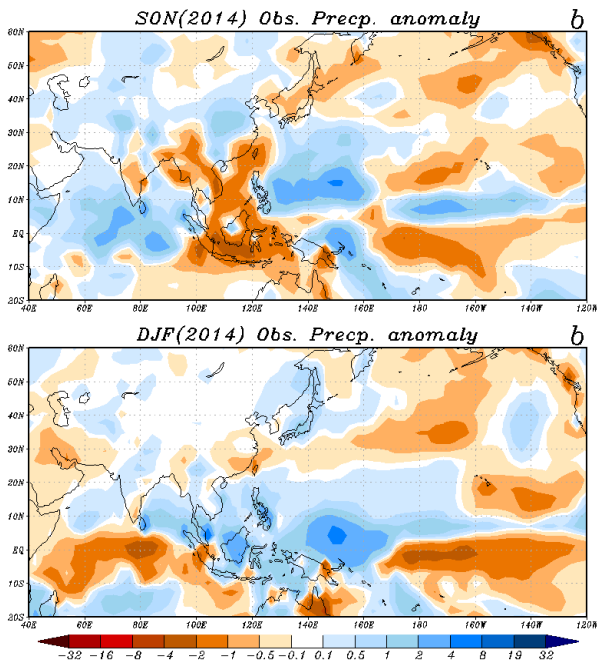 SON(2014) Obs. Precp. anomaly b
60N
50N
40N
30N
20N
10N
EQ
10S
20S
40E 60E 80E 100E 120E 140E 160E 180 160W 140W 120W
DJF(2014) Obs. Precp. anomaly b
60N
50N
40N
30N
20N
10N
EQ
10S
20S
40E 60E 80E 100E 120E 140E 160E 180 160W 140W 120W
-32 -16 -8 -4 -2 -1 -0.5 -0.1 0.1 0.5 1 2 4 8 19 32